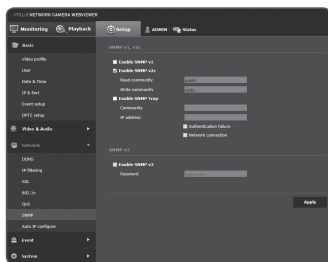 iPOLiS NETWORK CAMERA WEBVIEWER
Monitoring
Playback
Setup
ADMIN
Status
Basic
Video profile
User
Date & Time
IP & Port
Event setup
DPTZ setup
Video & Audio
Network
DDNS
IP filtering
SSL
802.1x
QoS
SNMP
Auto IP configure
Event
System
SNMP v1, v2c
Enable SNMP v1
Enable SNMP v2c
Read community
public
Write community
write
Enable SNMP Trap
Community
IP address
Authentication failure
Network connection
SNMP v3
Enable SNMP v3
Password
Apply